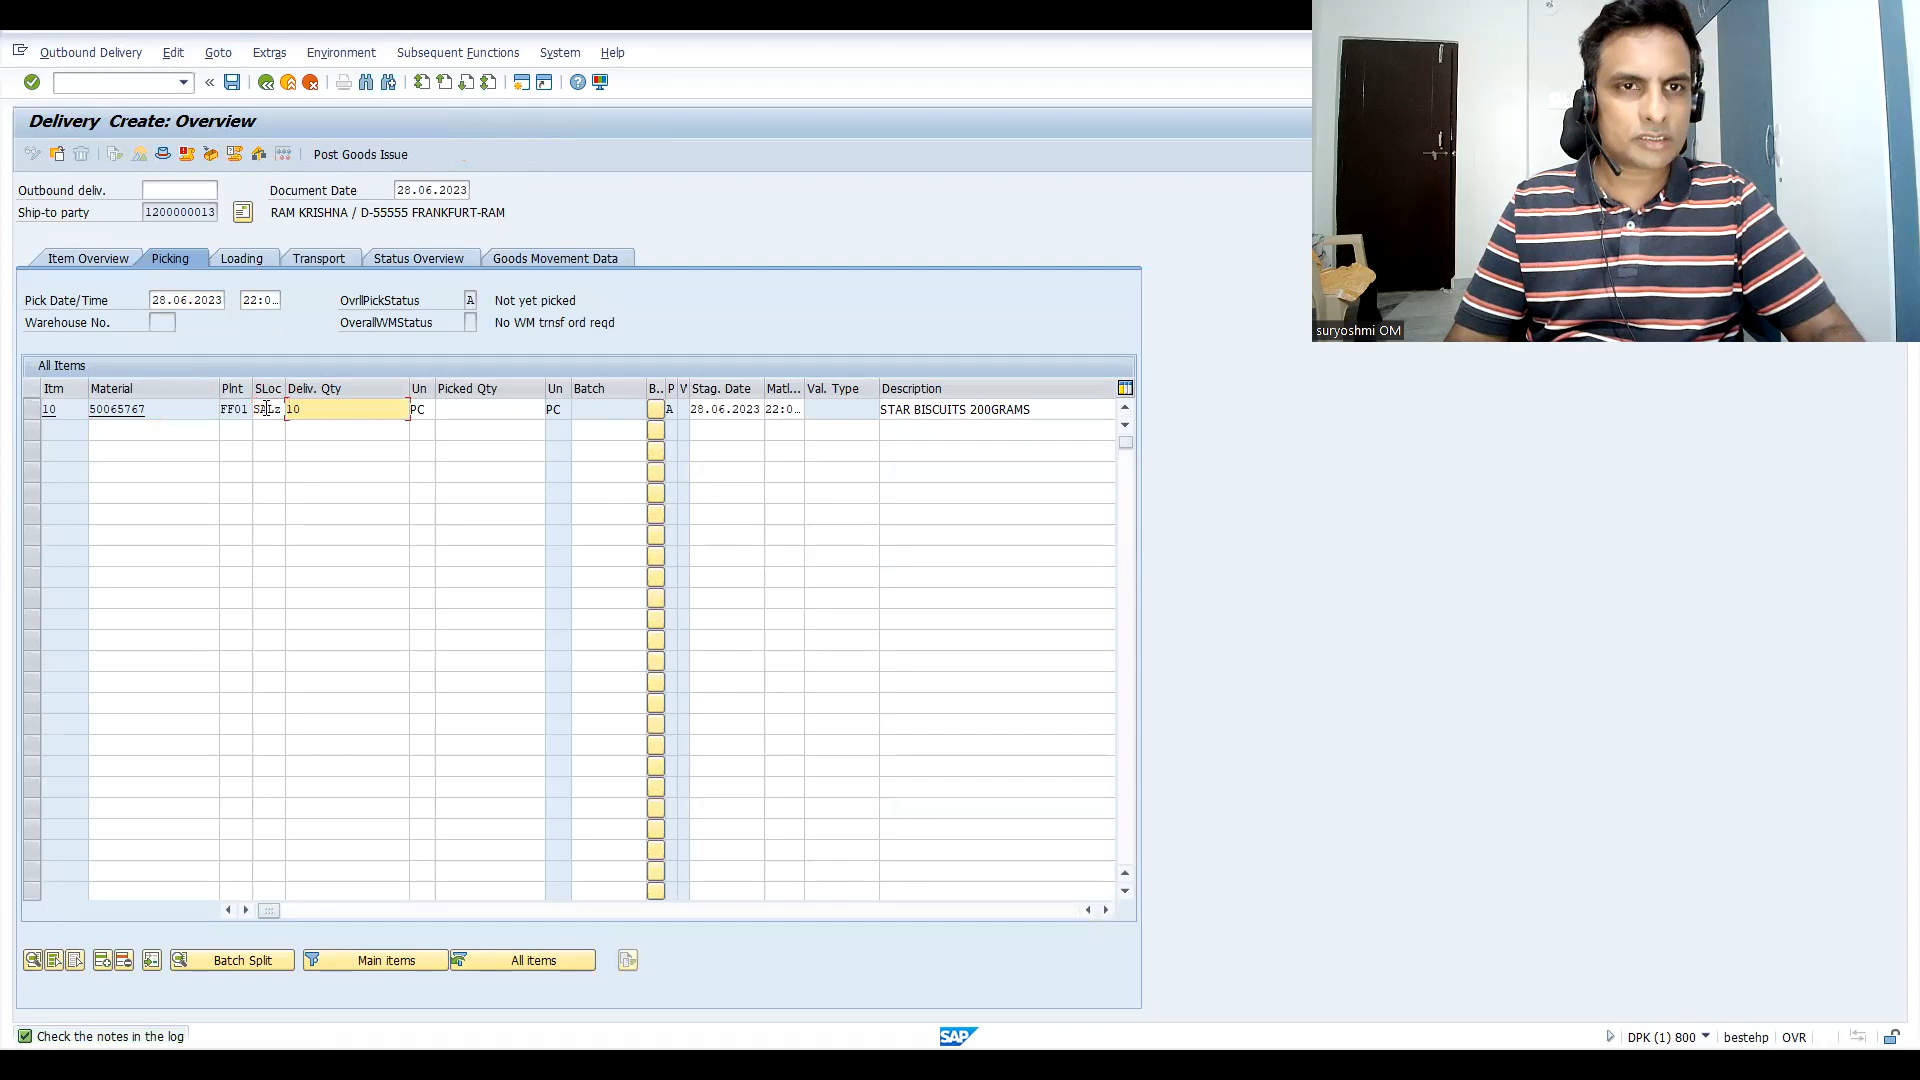 Outbound Delivery Edit Goto Extras Environment Subsequent Functions System Help
Delivery Create: Overview
Post Goods Issue
Outbound deliv. Document Date 28.06.2023
Ship-to party 1200000013 RAM KRISHNA / D-55555 FRANKFURT-RAM
Item Overview Picking Loading Transport Status Overview Goods Movement Data
Pick Date/Time 28.06.2023 22:0… OvrllPickStatus A Not yet picked
Warehouse No. OverallWMStatus No WM trnsf ord reqd
All Items
Itm Material Plnt SLoc Deliv. Qty Un Picked Qty Un Batch B.. P V Stag. Date Matl... Val. Type Description
10 50065767 FF01 10 PC PC A 28.06.2023 22:0… STAR BISCUITS 200GRAMS
Batch Split Main items All items
Check the notes in the log
SAP
DPK (1) 800 bestehp OVR
suryoshmi OM